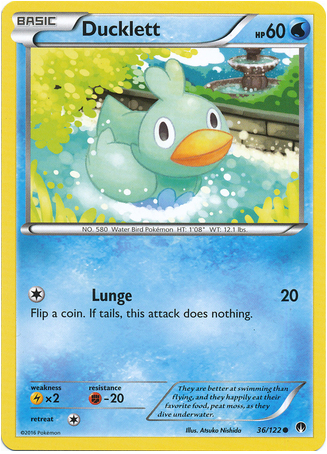 BASIC
Ducklett
HP60
NO. 580 Water Bird Pokémon HT: 1'08" WT: 12.1 lbs.
Lunge 20
Flip a coin. If tails, this attack does nothing.
weakness
×2
resistance
-20
retreat
They are better at swimming than
flying, and they happily eat their
favorite food, peat moss, as they
dive underwater.
©2016 Pokémon
Illus. Atsuko Nishida
36/122